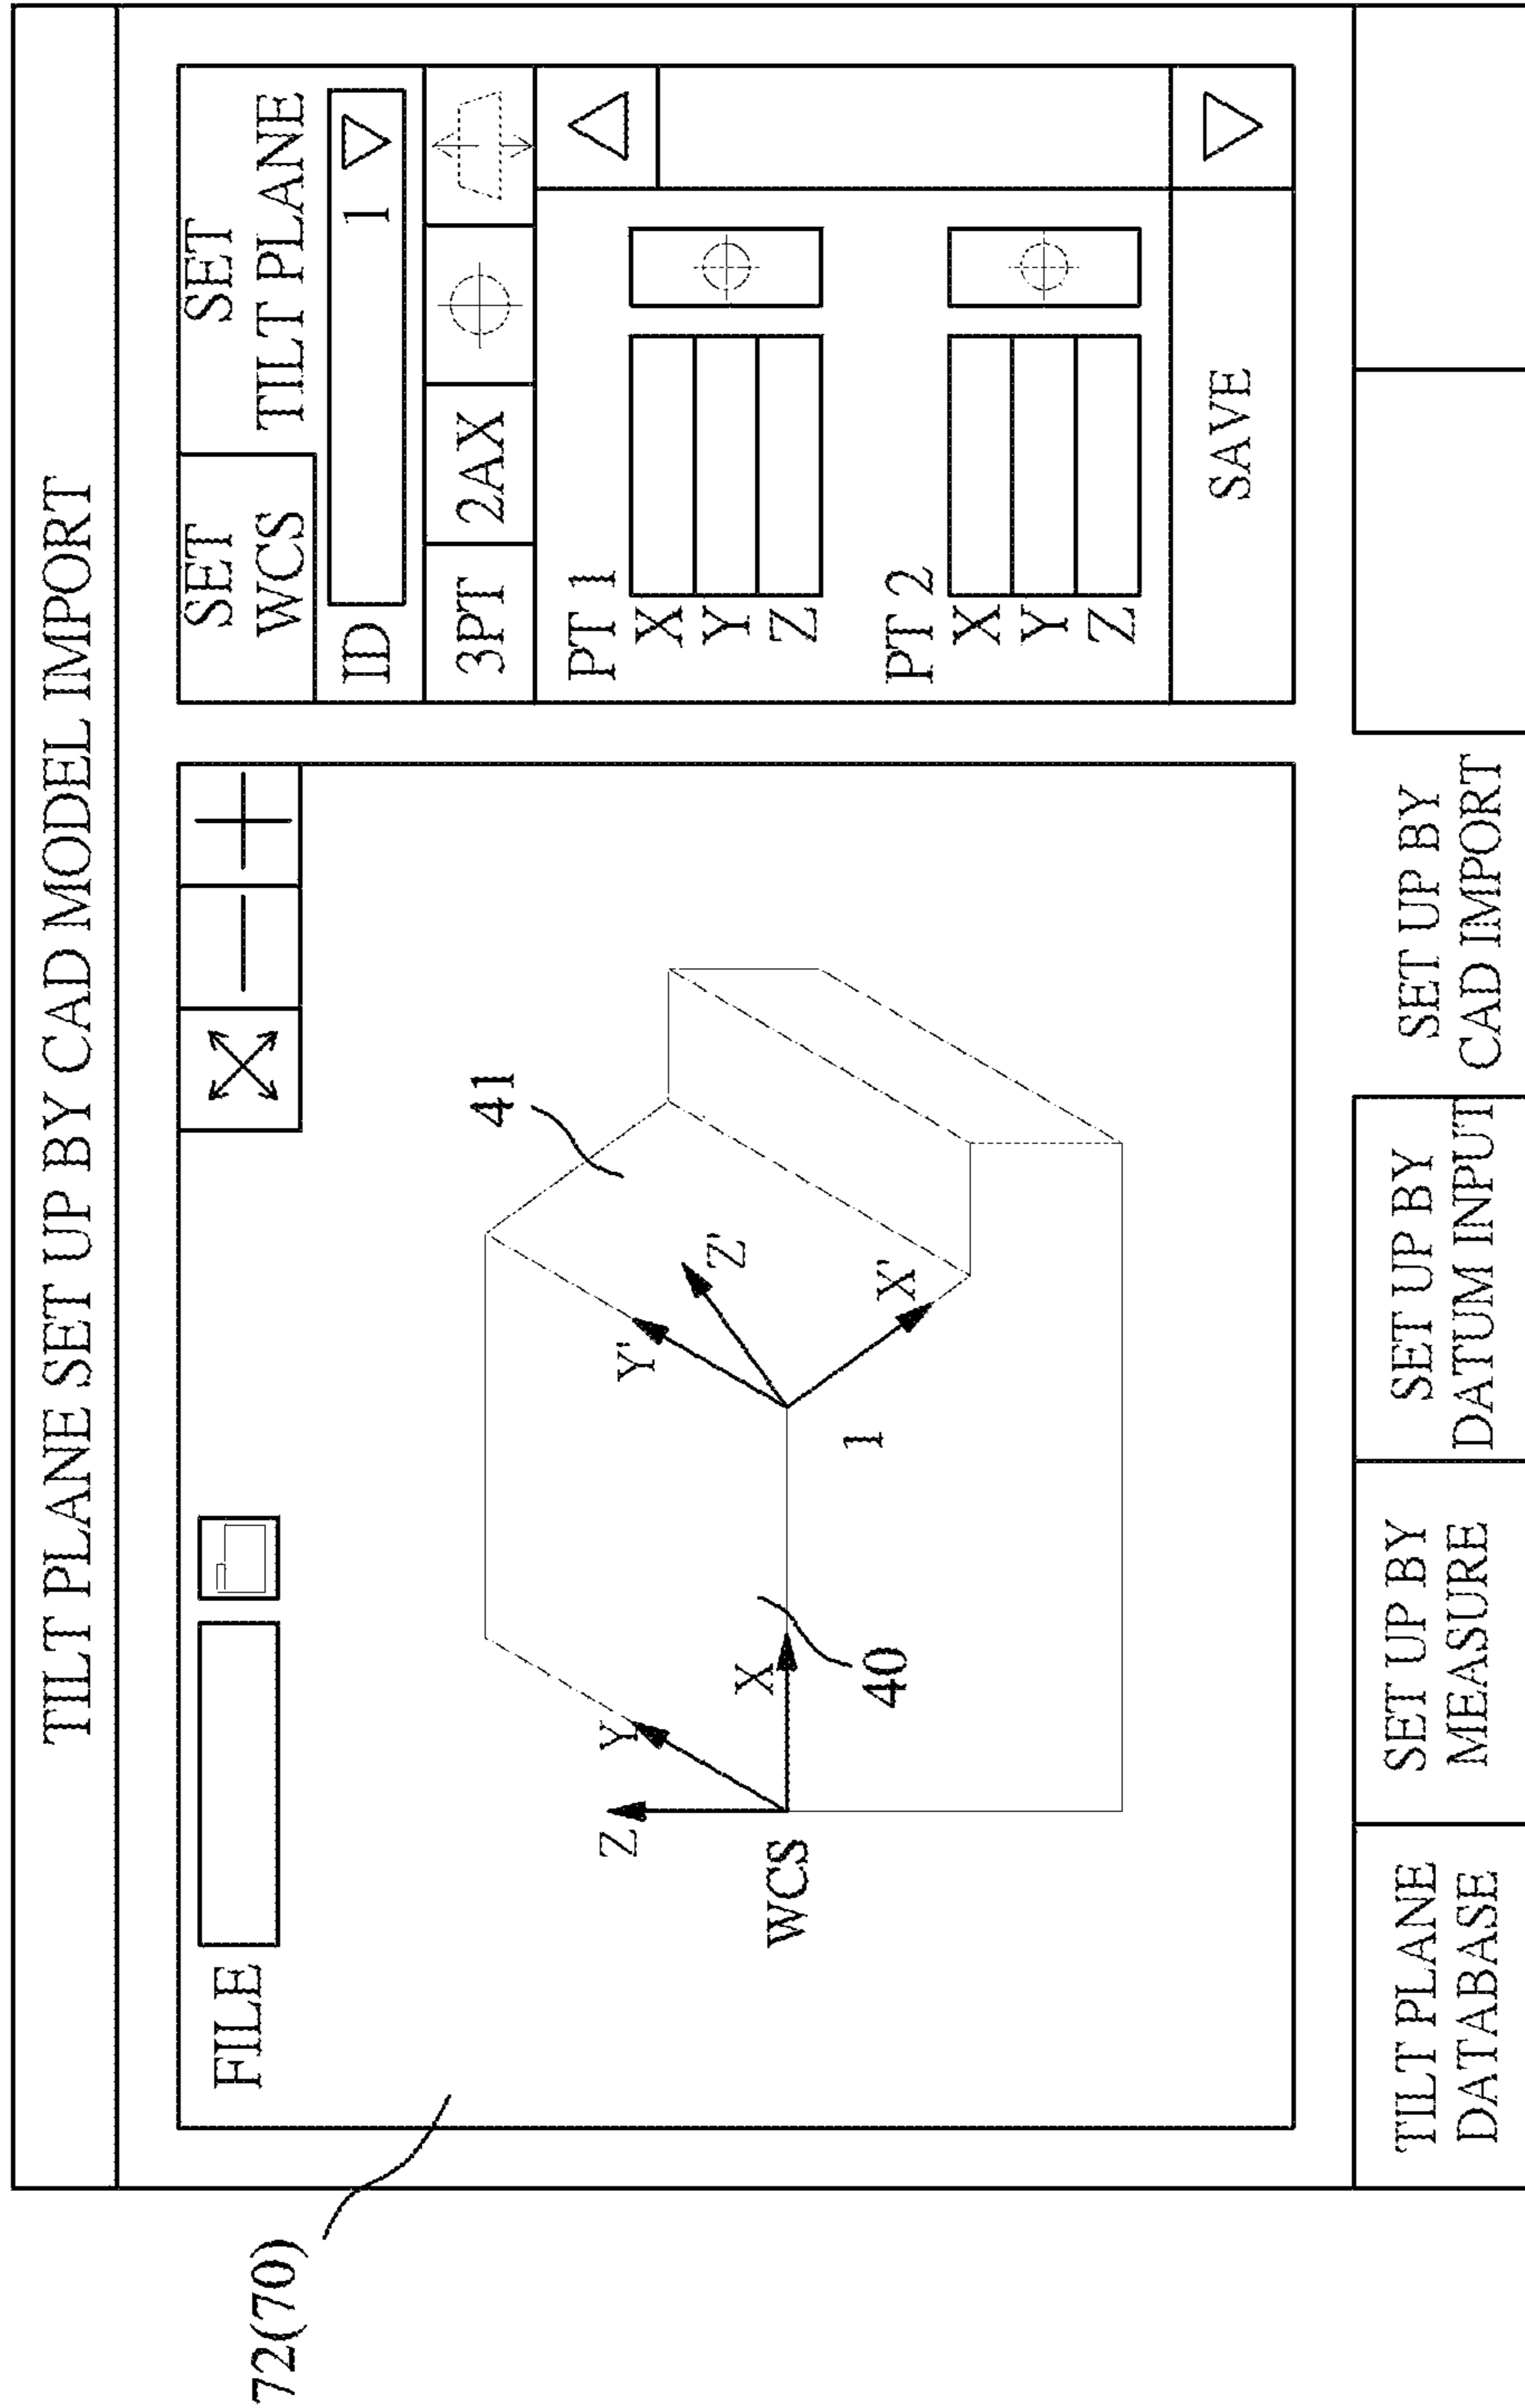 TILT PLANE SET UP BY CAD MODEL IMPORT
72(70)
FILE
41
Z
Y
X
WCS
40
Y'
Z'
X'
1
SET
WCS
SET
TILT PLANE
ID
1
3PT
2AX
PT 1
X
Y
Z
PT 2
X
Y
Z
SAVE
TILT PLANE
DATABASE
SET UP BY
MEASURE
SET UP BY
DATUM INPUT
SET UP BY
CAD IMPORT